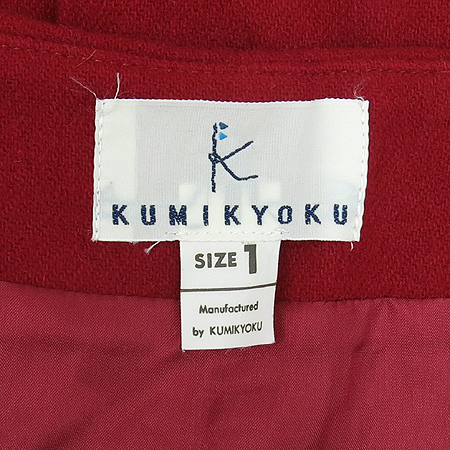 K
KUMIKYOKU
SIZE 1
Manufactured
by KUMIKYOKU